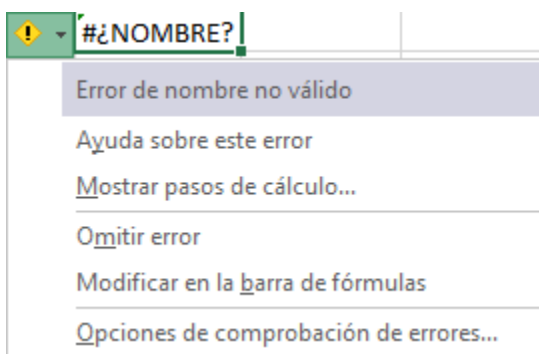 #¿NOMBRE?
Error de nombre no válido
Ayuda sobre este error
Mostrar pasos de cálculo...
Omitir error
Modificar en la barra de fórmulas
Opciones de comprobación de errores...